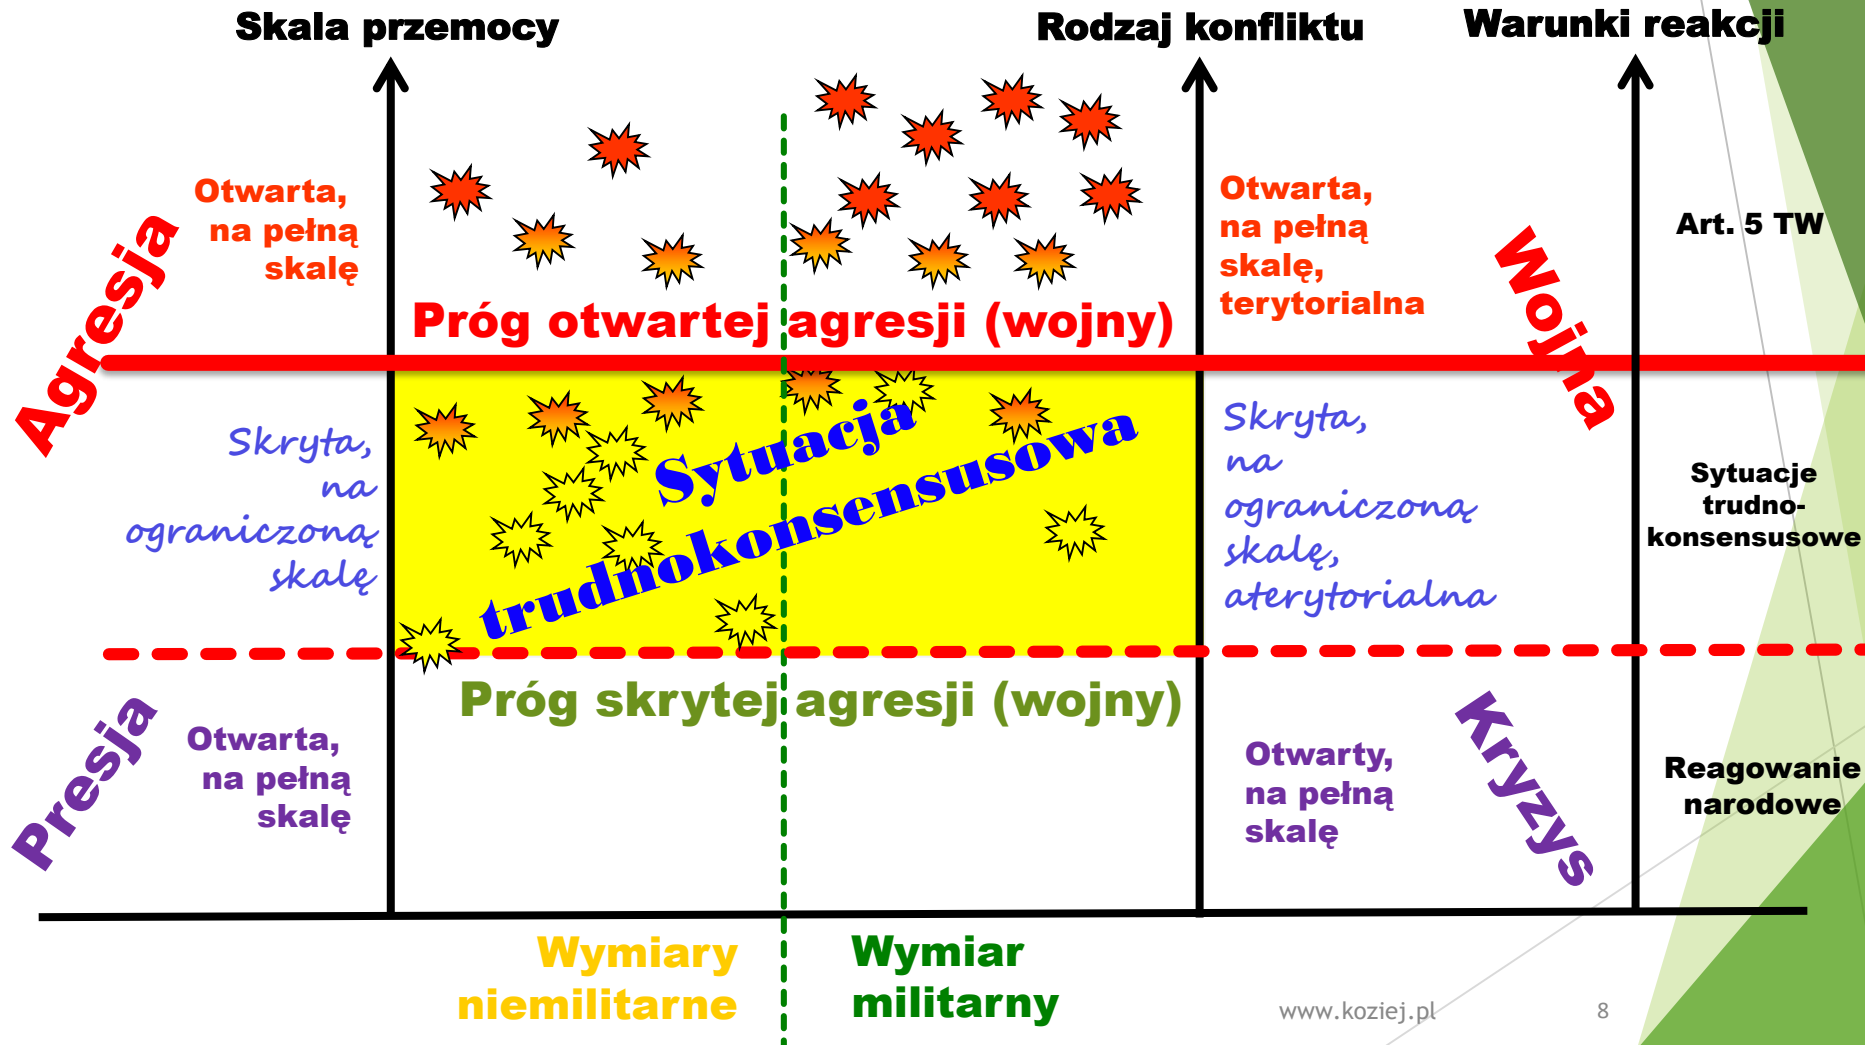 Skala przemocy
Rodzaj konfliktu
Warunki reakcji
Agresja
Otwarta,
na pełną
skalę
Otwarta,
na pełną
skalę,
terytorialna
Wojna
Art. 5 TW
Próg otwartej agresji (wojny)
Skryta,
na
ograniczoną
skalę
Sytuacja
trudnokonsensusowa
Skryta,
na
ograniczoną
skalę,
aterytorialna
Sytuacje
trudno-
konsensusowe
Próg skrytej agresji (wojny)
Presja
Otwarta,
na pełną
skalę
Otwarty,
na pełną
skalę
Kryzys
Reagowanie
narodowe
Wymiary
niemilitarne
Wymiar
militarny
www.koziej.pl
8